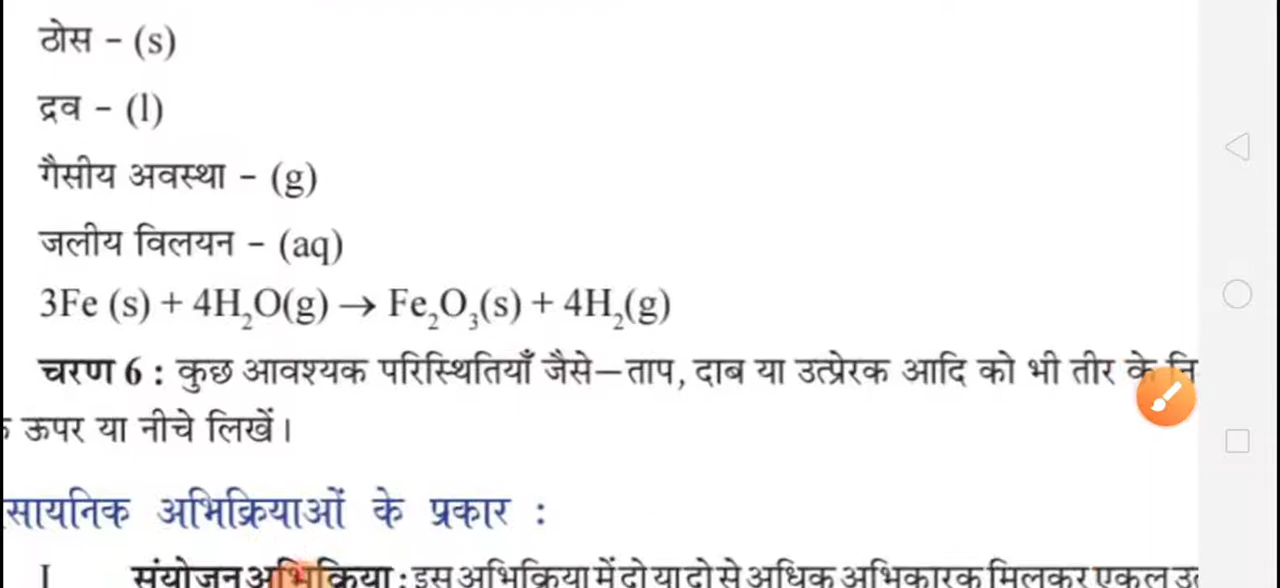 ठोस – (s)
द्रव – (l)
गैसीय अवस्था – (g)
जलीय विलयन – (aq)
3Fe (s) + 4H₂O(g) → Fe₂O₃(s) + 4H₂(g)
चरण 6 : कुछ आवश्यक परिस्थितियाँ जैसे—ताप, दाब या उत्प्रेरक आदि को भी तीर के
ऊपर या नीचे लिखें।
सायनिक अभिक्रियाओं के प्रकार :
I संयोजन अभिक्रिया : इस अभिक्रिया में दो या दो से अधिक अभिकारक मिलकर एकल